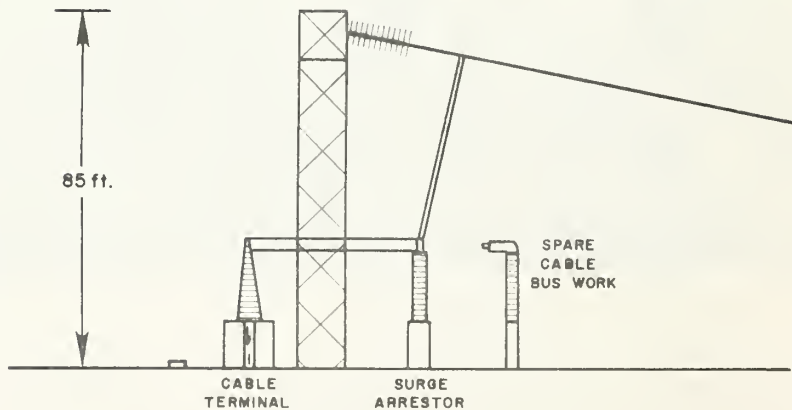 85 ft.
SPARE
CABLE
BUS WORK
CABLE
TERMINAL
SURGE
ARRESTOR